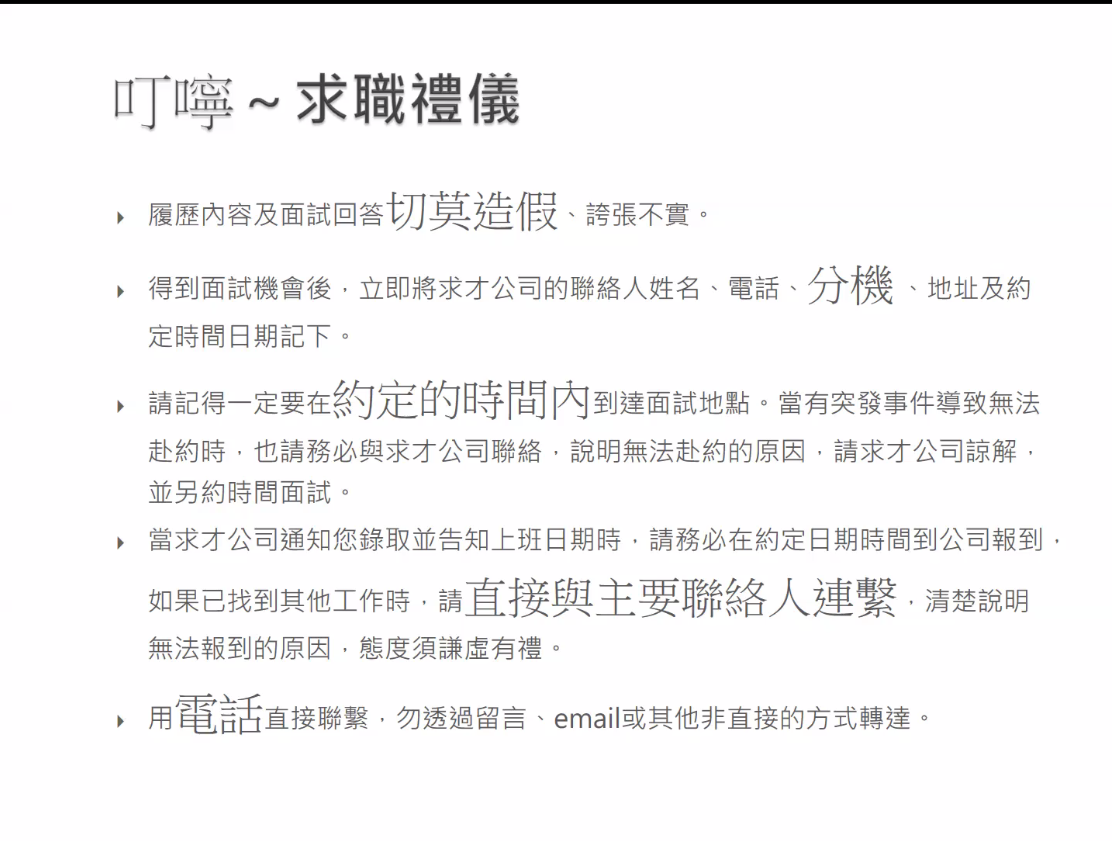 叮嚀～求職禮儀
履歷內容及面試回答切莫造假、誇張不實。
得到面試機會後，立即將求才公司的聯絡人姓名、電話、分機、地址及約
定時間日期記下。
請記得一定要在約定的時間內到達面試地點。當有突發事件導致無法
赴約時，也請務必與求才公司聯絡，說明無法赴約的原因，請求才公司諒解，
並另約時間面試。
當求才公司通知您錄取並告知上班日期時，請務必在約定日期時間到公司報到，
如果已找到其他工作時，請直接與主要聯絡人連繫，清楚說明
無法報到的原因，態度須謙虛有禮。
用電話直接聯繫，勿透過留言、email或其他非直接的方式轉達。